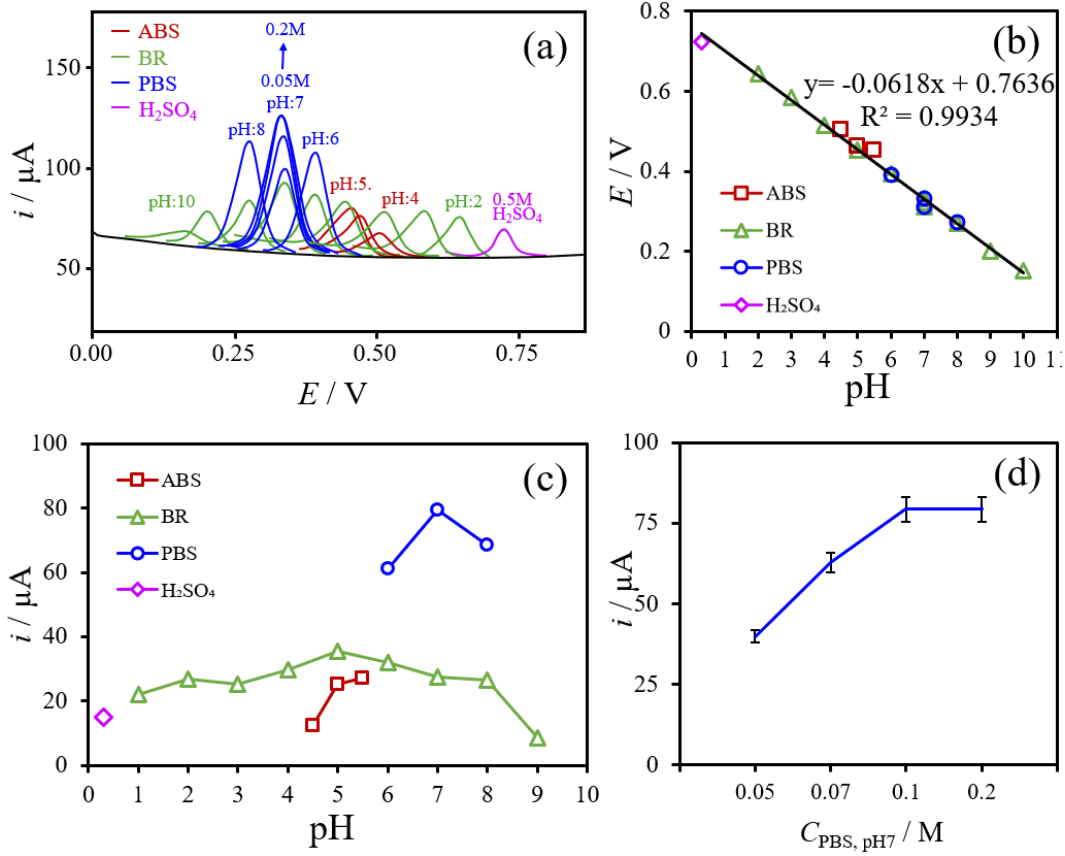 (a)
ABS
BR
PBS
H₂SO₄
0.2M
0.05M
pH:7
pH:8
pH:6
pH:10
pH:5.
pH:4
pH:2
0.5M
H₂SO₄
150
100
50
i / µA
0.00
0.25
0.50
0.75
E / V
(b)
0.8
0.6
0.4
0.2
0
E / V
y= -0.0618x + 0.7636
R² = 0.9934
ABS
BR
PBS
H₂SO₄
0 1 2 3 4 5 6 7 8 9 10 11
pH
(c)
100
80
60
40
20
0
i / µA
ABS
BR
PBS
H₂SO₄
0 1 2 3 4 5 6 7 8 9 10
pH
(d)
100
75
50
25
0
i / µA
0.05 0.07 0.1 0.2
C PBS, pH7 / M